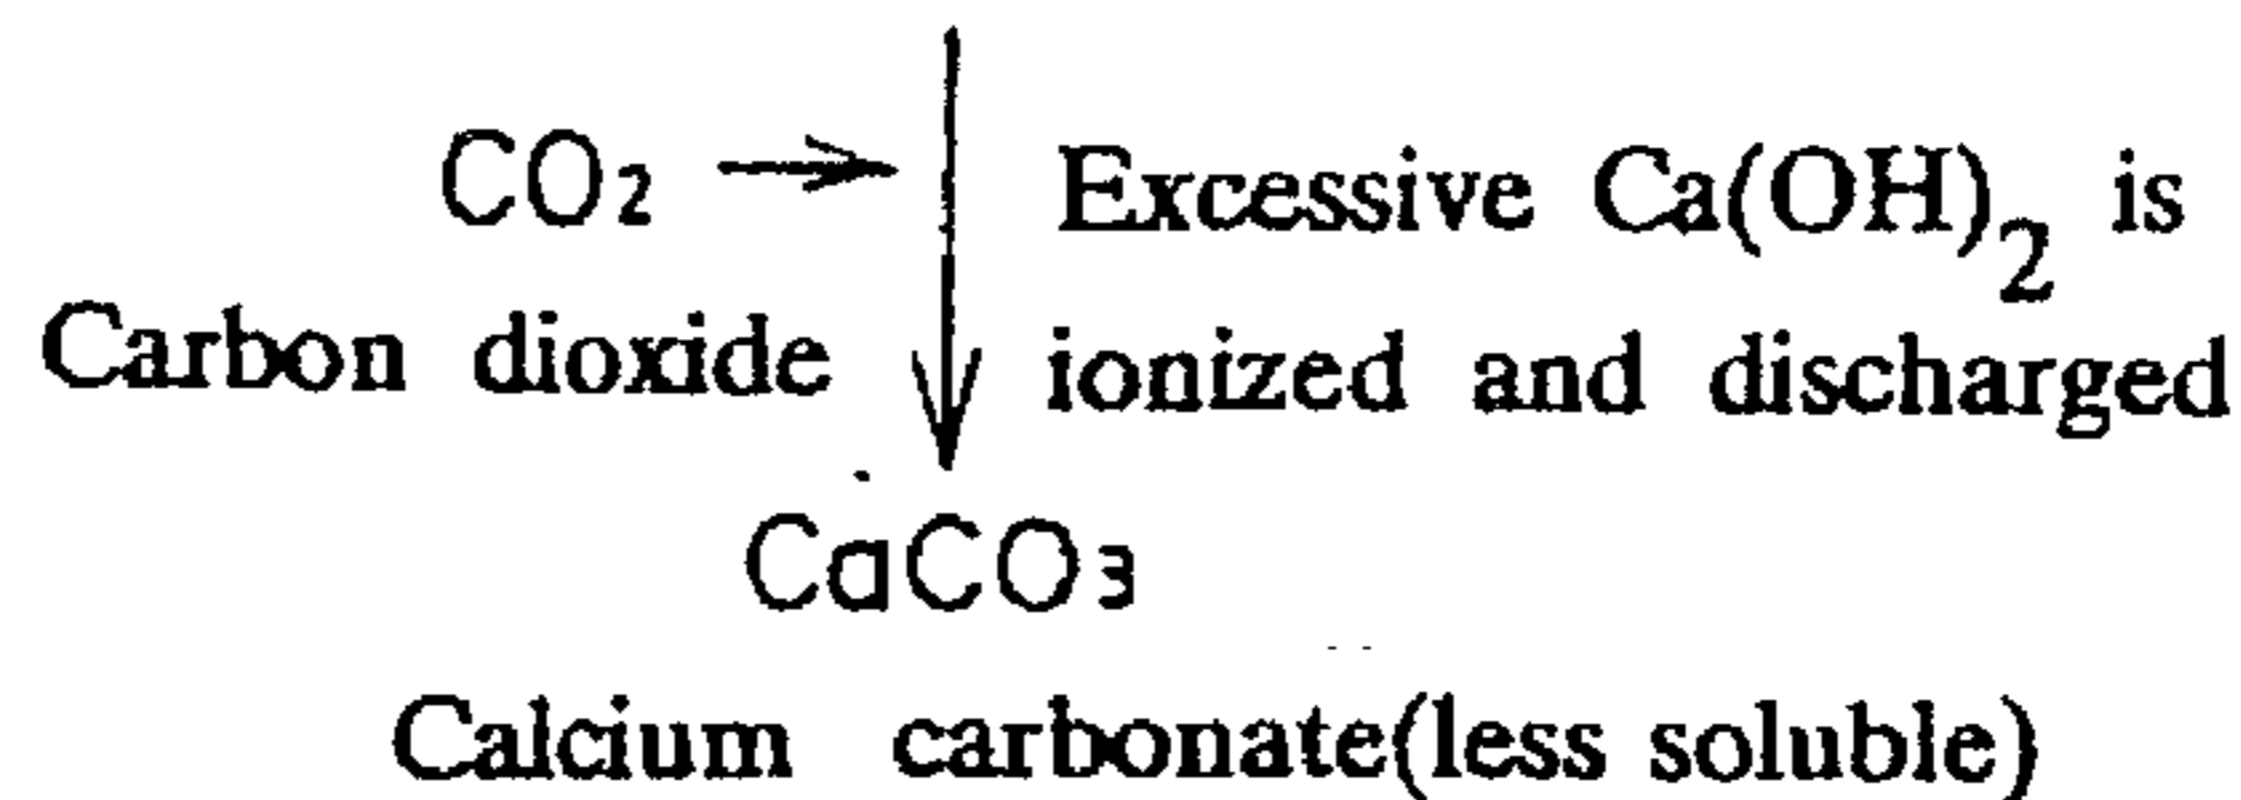 CO₂ → Excessive Ca(OH)₂ is
Carbon dioxide ionized and discharged
CaCO₃
Calcium carbonate(less soluble)